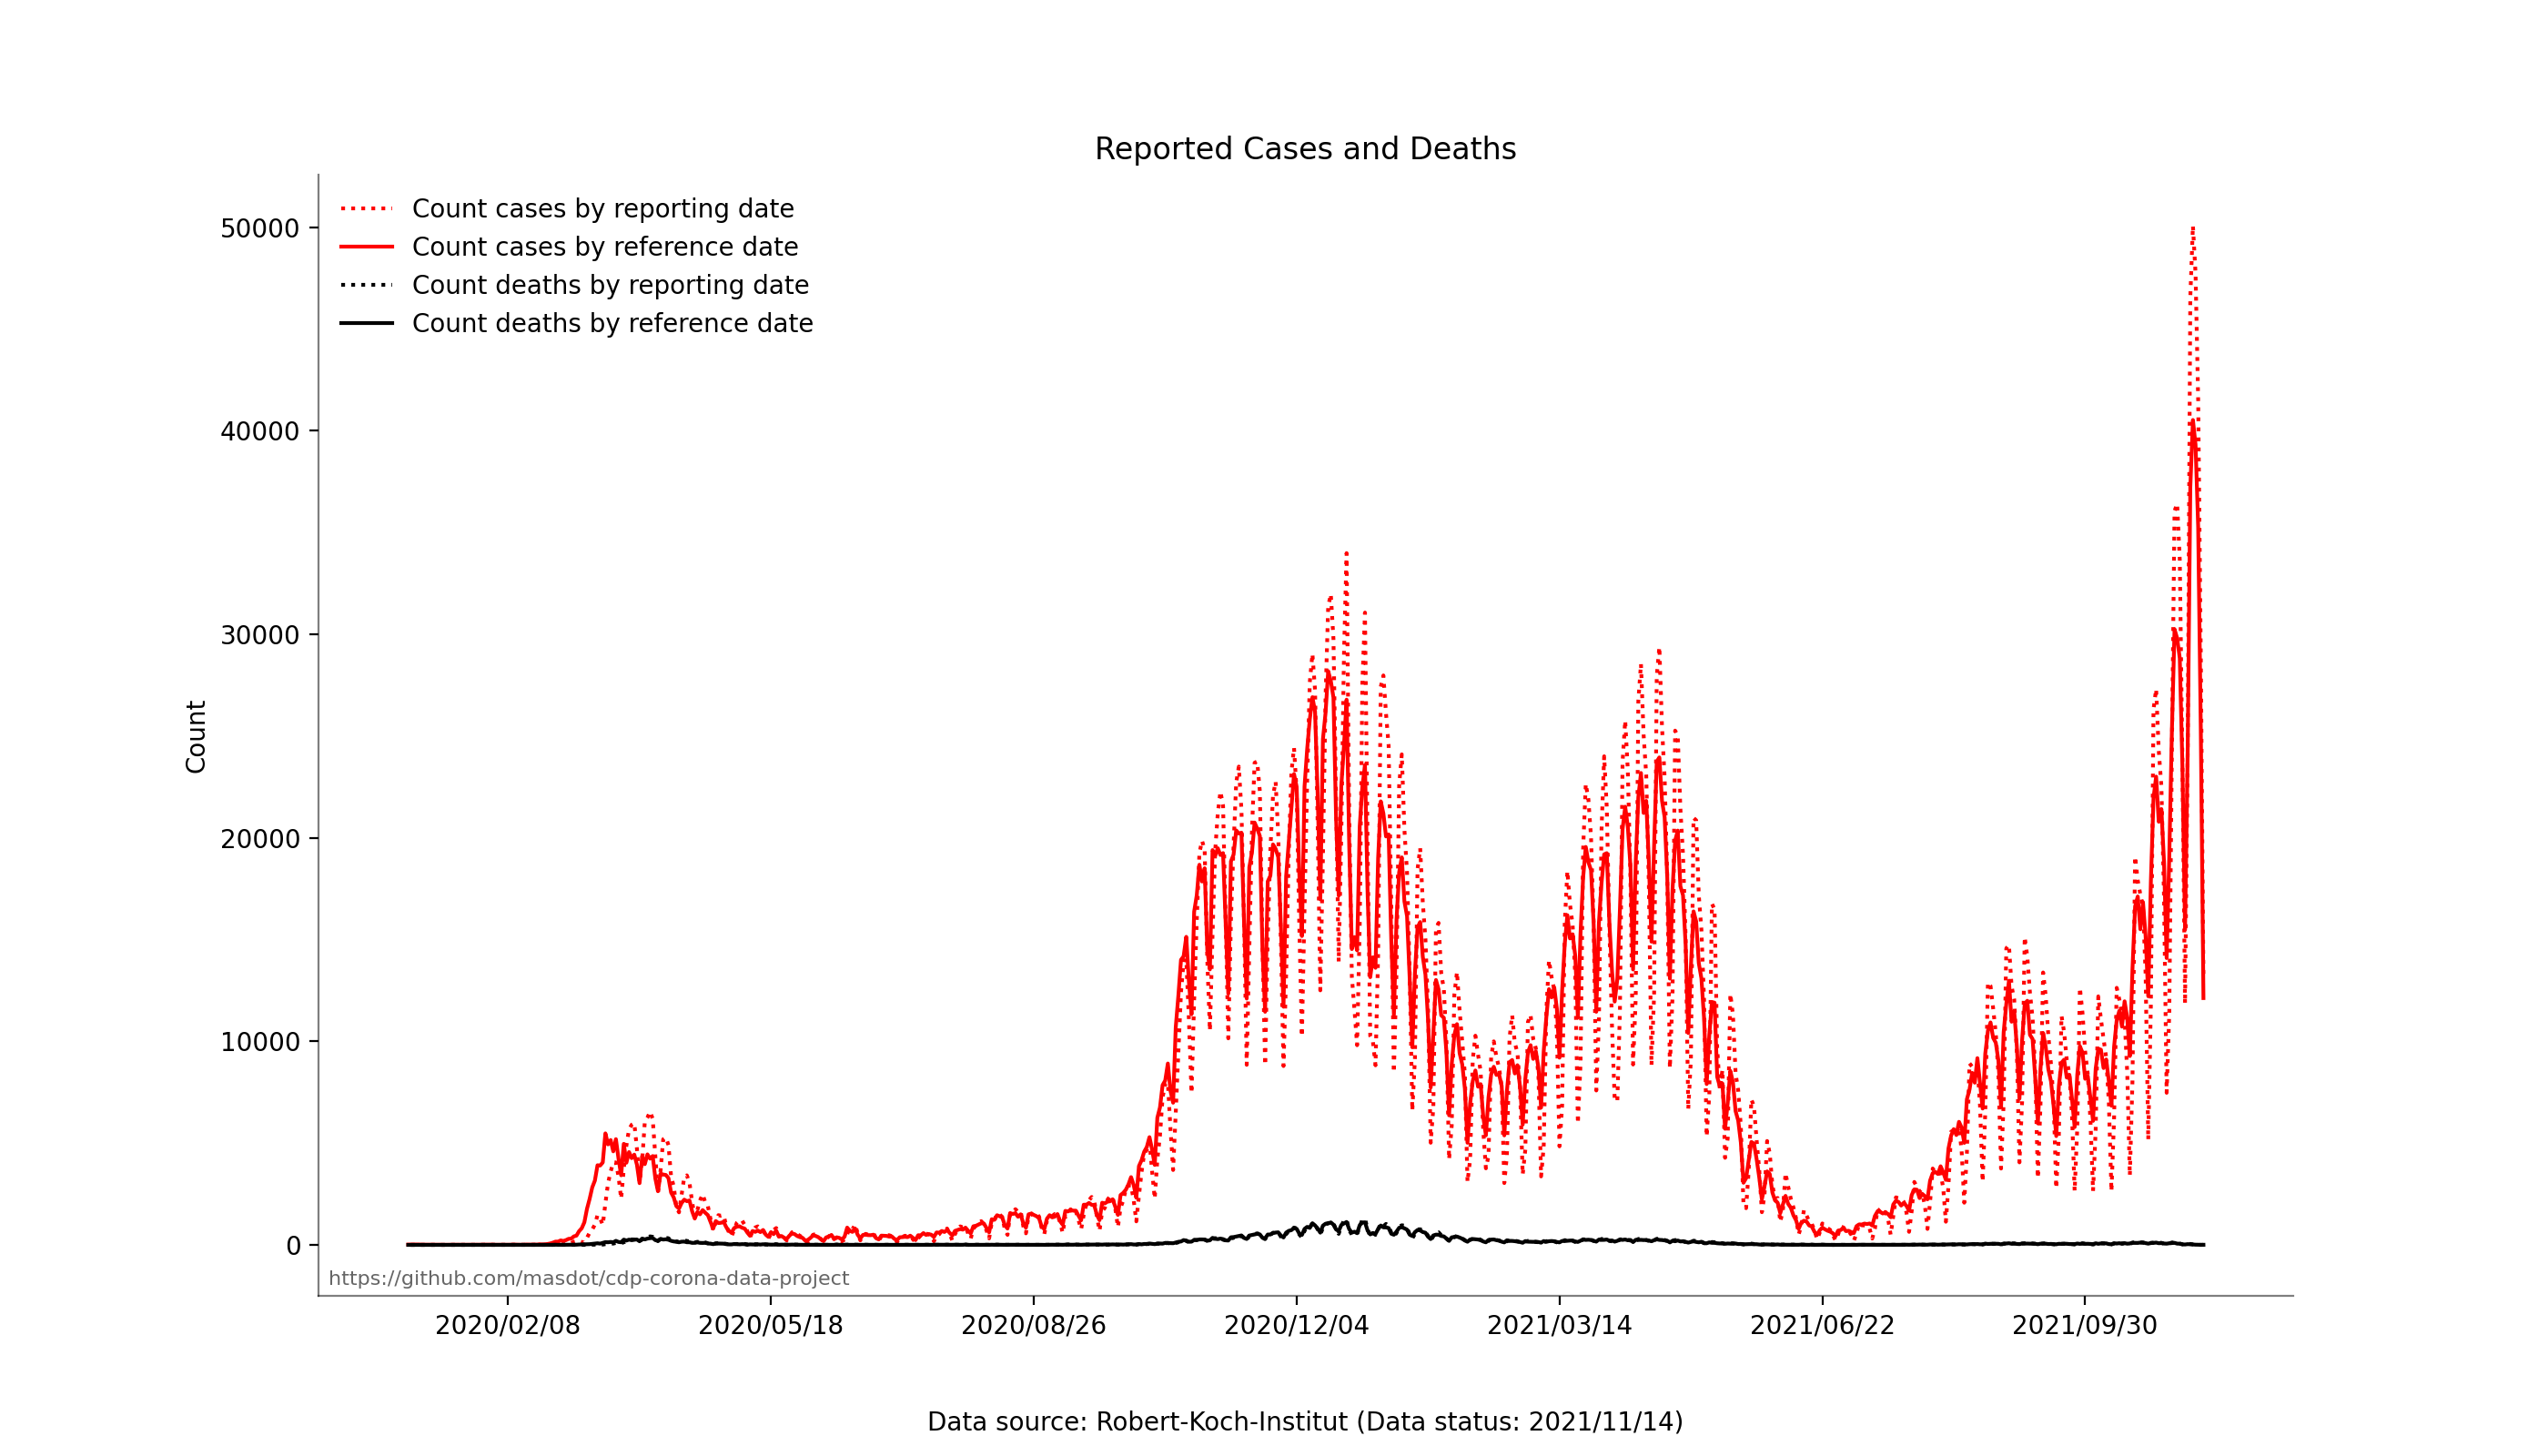 Reported Cases and Deaths
Count cases by reporting date
Count cases by reference date
Count deaths by reporting date
Count deaths by reference date
50000
40000
30000
20000
10000
0
Count
https://github.com/masdot/cdp-corona-data-project
2020/02/08 2020/05/18 2020/08/26 2020/12/04 2021/03/14 2021/06/22 2021/09/30
Data source: Robert-Koch-Institut (Data status: 2021/11/14)